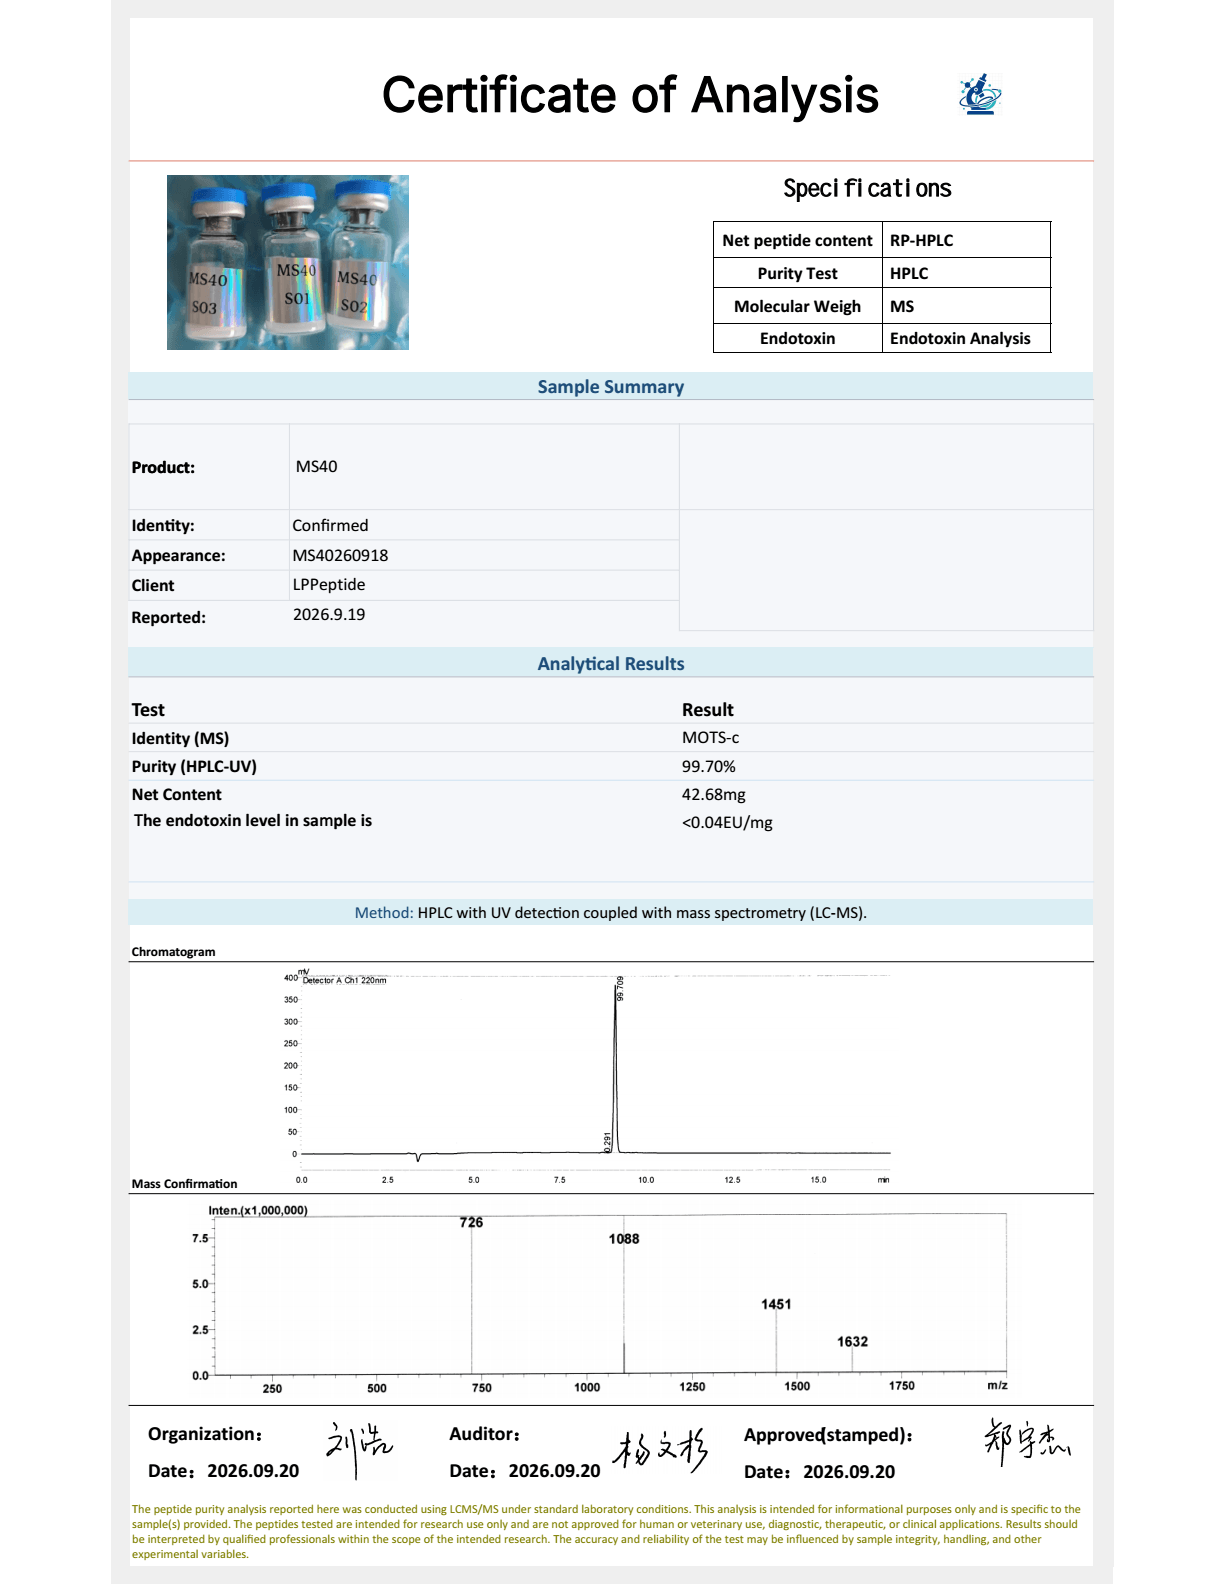 Certificate of Analysis
MS40
S03
MS40
S01
MS40
S02
Specifications
Net peptide content RP-HPLC
Purity Test HPLC
Molecular Weigh MS
Endotoxin Endotoxin Analysis
Sample Summary
Product: MS40
Identity: Confirmed
Appearance: MS40260918
Client LPPeptide
Reported: 2026.9.19
Analytical Results
Test Result
Identity (MS) MOTS-c
Purity (HPLC-UV) 99.70%
Net Content 42.68mg
The endotoxin level in sample is <0.04EU/mg
Method: HPLC with UV detection coupled with mass spectrometry (LC-MS).
Chromatogram
mV
Detector A Ch1 220nm
400
350
300
250
200
150
100
50
0
99.709
0.291
0.0 2.5 5.0 7.5 10.0 12.5 15.0 min
Mass Confirmation
Inten.(x1,000,000)
726
1088
1451
1632
7.5
5.0
2.5
0.0
250 500 750 1000 1250 1500 1750 m/z
Organization： 刘浩 Auditor: 杨文杉 Approved(stamped)： 郑宇杰
Date：2026.09.20 Date：2026.09.20 Date：2026.09.20
The peptide purity analysis reported here was conducted using LCMS/MS under standard laboratory conditions. This analysis is intended for informational purposes only and is specific to the
sample(s) provided. The peptides tested are intended for research use only and are not approved for human or veterinary use, diagnostic, therapeutic, or clinical applications. Results should
be interpreted by qualified professionals within the scope of the intended research. The accuracy and reliability of the test may be influenced by sample integrity, handling, and other
experimental variables.